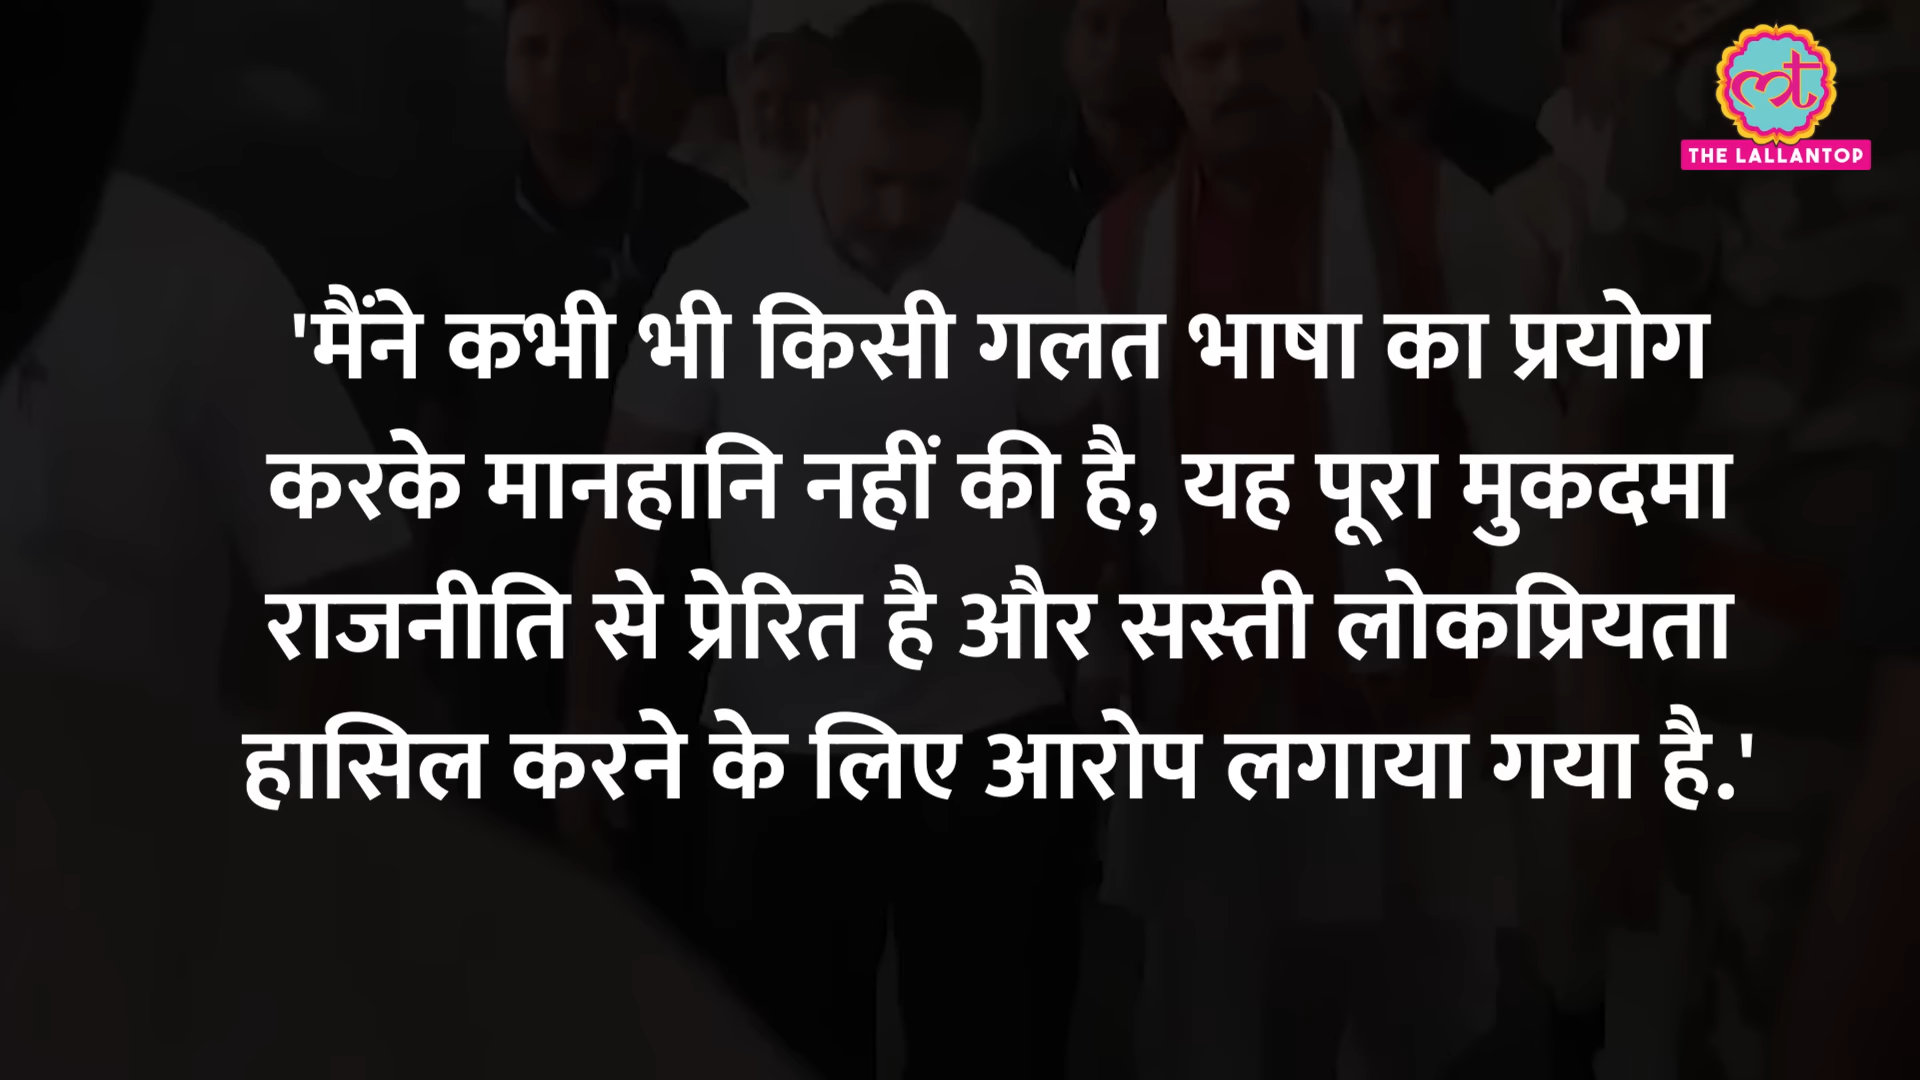 THE LALLANTOP
'मैंने कभी भी किसी गलत भाषा का प्रयोग
करके मानहानि नहीं की है, यह पूरा मुकदमा
राजनीति से प्रेरित है और सस्ती लोकप्रियता
हासिल करने के लिए आरोप लगाया गया है.'